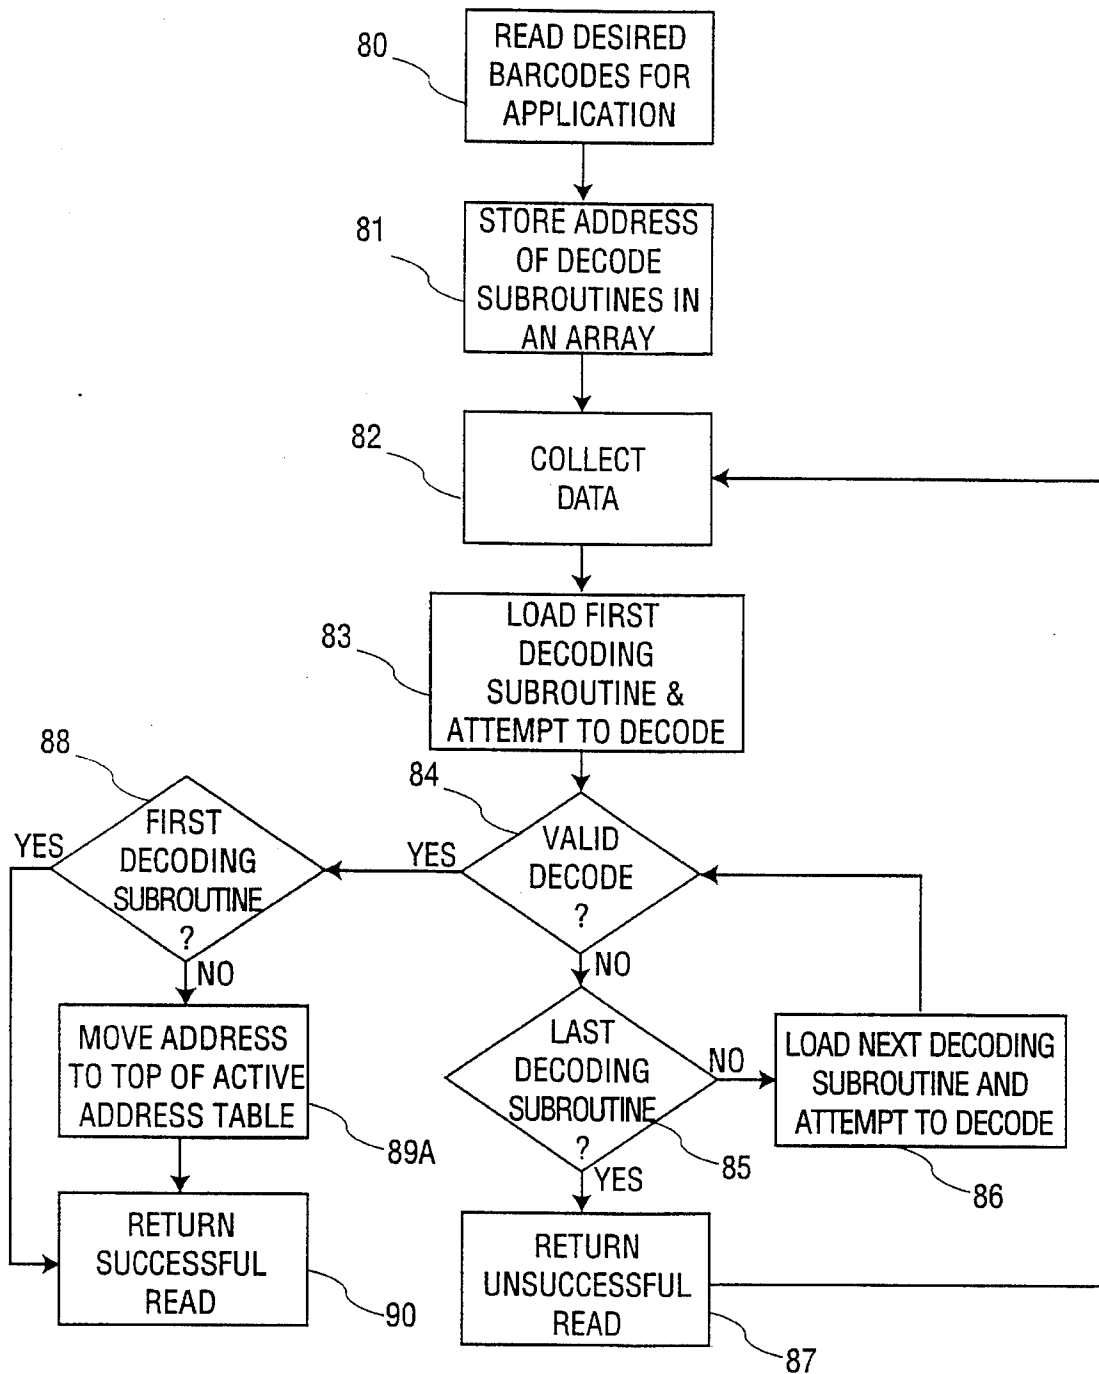 80
READ DESIRED
BARCODES FOR
APPLICATION
81
STORE ADDRESS
OF DECODE
SUBROUTINES IN
AN ARRAY
82
COLLECT
DATA
83
LOAD FIRST
DECODING
SUBROUTINE &
ATTEMPT TO DECODE
84
VALID
DECODE
?
YES
NO
88
FIRST
DECODING
SUBROUTINE
?
YES
NO
MOVE ADDRESS
TO TOP OF ACTIVE
ADDRESS TABLE
89A
RETURN
SUCCESSFUL
READ
90
LAST
DECODING
SUBROUTINE
?
85
NO
YES
LOAD NEXT DECODING
SUBROUTINE AND
ATTEMPT TO DECODE
86
RETURN
UNSUCCESSFUL
READ
87